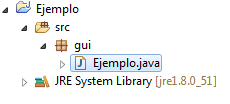 Ejemplo
src
gui
Ejemplo.java
JRE System Library [jre1.8.0_51]